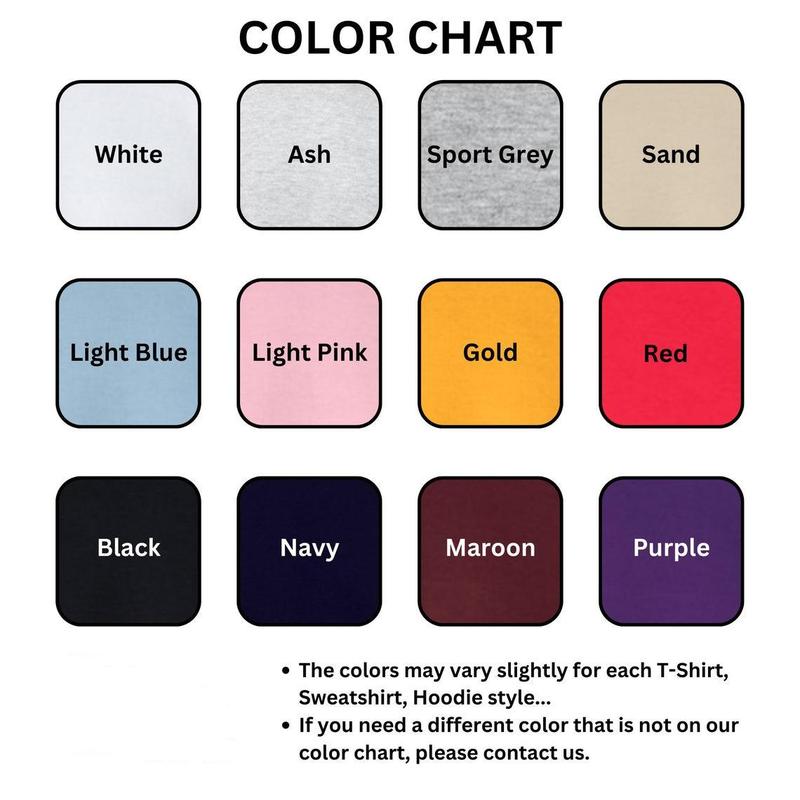 COLOR CHART
White
Ash
Sport Grey
Sand
Light Blue
Light Pink
Gold
Red
Black
Navy
Maroon
Purple
• The colors may vary slightly for each T-Shirt,
Sweatshirt, Hoodie style...
• If you need a different color that is not on our
color chart, please contact us.